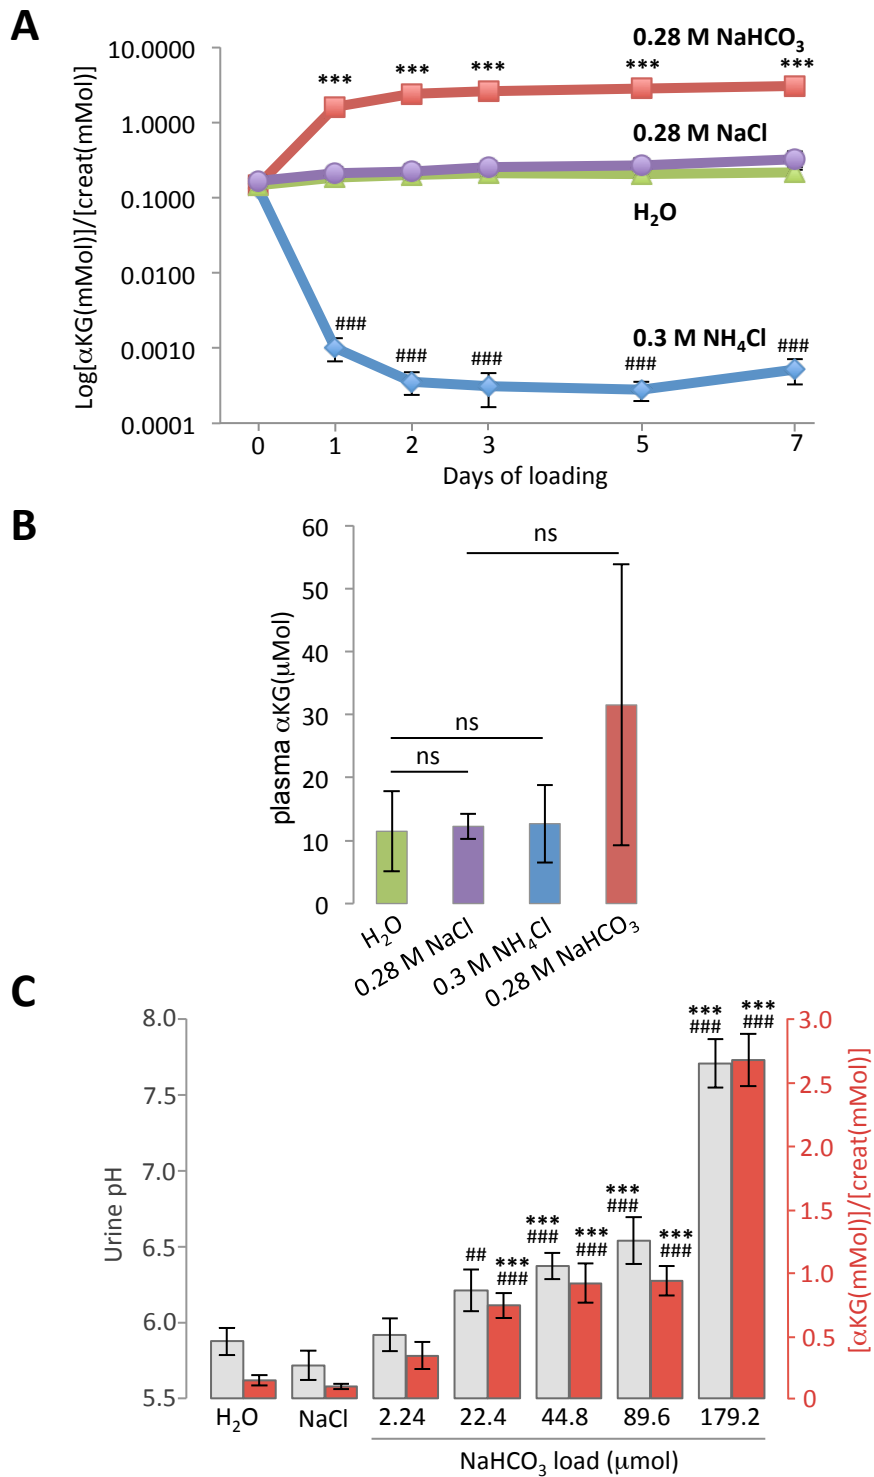 A
Log[αKG(mMol)]/[creat(mMol)]
10.0000
1.0000
0.1000
0.0100
0.0010
0.0001
0.28 M NaHCO₃
*** *** *** *** ***
0.28 M NaCl
H₂O
0.3 M NH₄Cl
### ### ### ### ###
0 1 2 3 5 7
Days of loading
B
plasma αKG(μMol)
60
50
40
30
20
10
0
ns
ns
ns
H₂O
0.28 M NaCl
0.3 M NH₄Cl
0.28 M NaHCO₃
C
Urine pH
8.0
7.5
7.0
6.5
6.0
5.5
##
***
###
***
###
***
###
***
###
***
###
***
###
***
###
3.0
2.5
2.0
1.5
1.0
0.5
0
[αKG(mMol)]/[creat(mMol)]
H₂O NaCl 2.24 22.4 44.8 89.6 179.2
NaHCO₃ load (μmol)